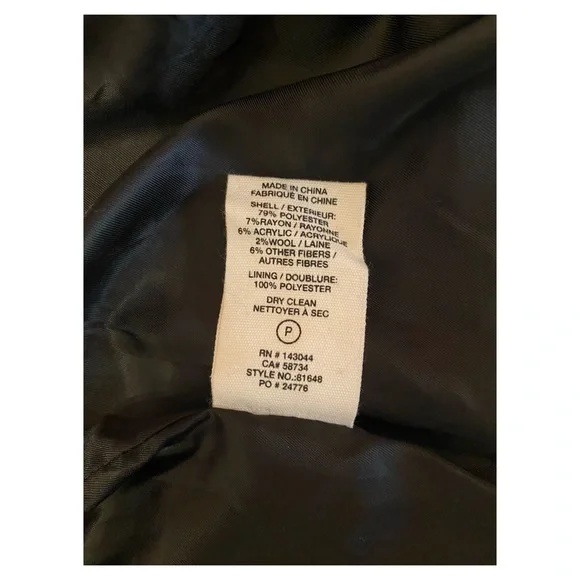 MADE IN CHINA
FABRIQUÉ EN CHINE
SHELL / EXTERIEUR:
79% POLYESTER
7%RAYON / RAYONNE
6% ACRYLIC / ACRYLIQUE
2%WOOL / LAINE
6% OTHER FIBERS /
AUTRES FIBRES
LINING / DOUBLURE:
100% POLYESTER
DRY CLEAN
NETTOYER À SEC
P
RN # 143044
CA# 58734
STYLE NO.:81648
PO # 24776